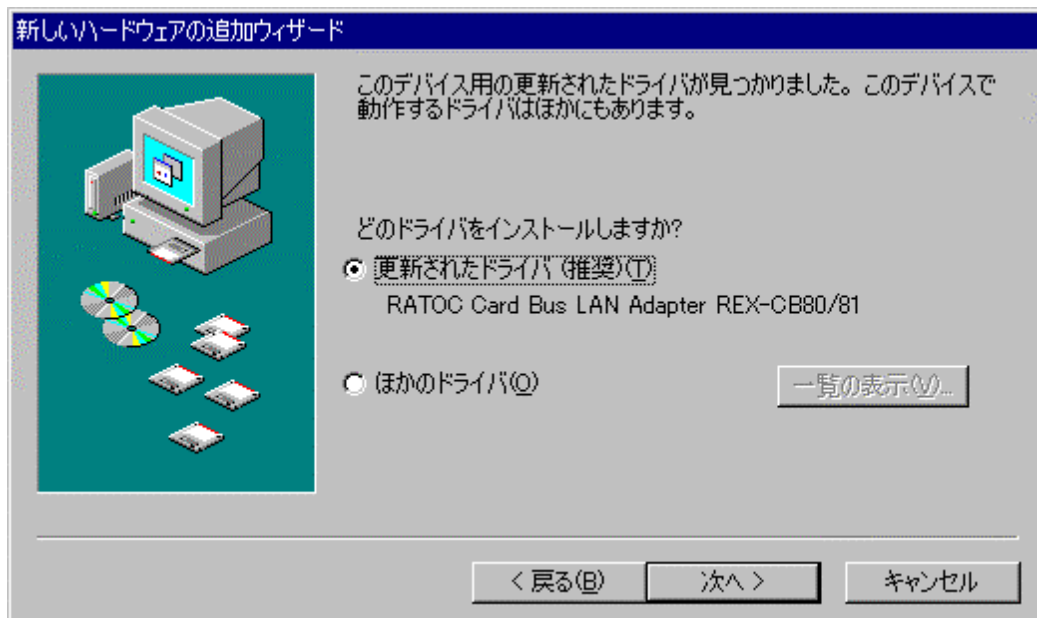 新しいハードウェアの追加ウィザード
このデバイス用の更新されたドライバが見つかりました。このデバイスで
動作するドライバはほかにもあります。
どのドライバをインストールしますか?
更新されたドライバ (推奨)(T)
RATOC Card Bus LAN Adapter REX-CB80/81
ほかのドライバ(O)
一覧の表示(V)...
< 戻る(B)
次へ >
キャンセル